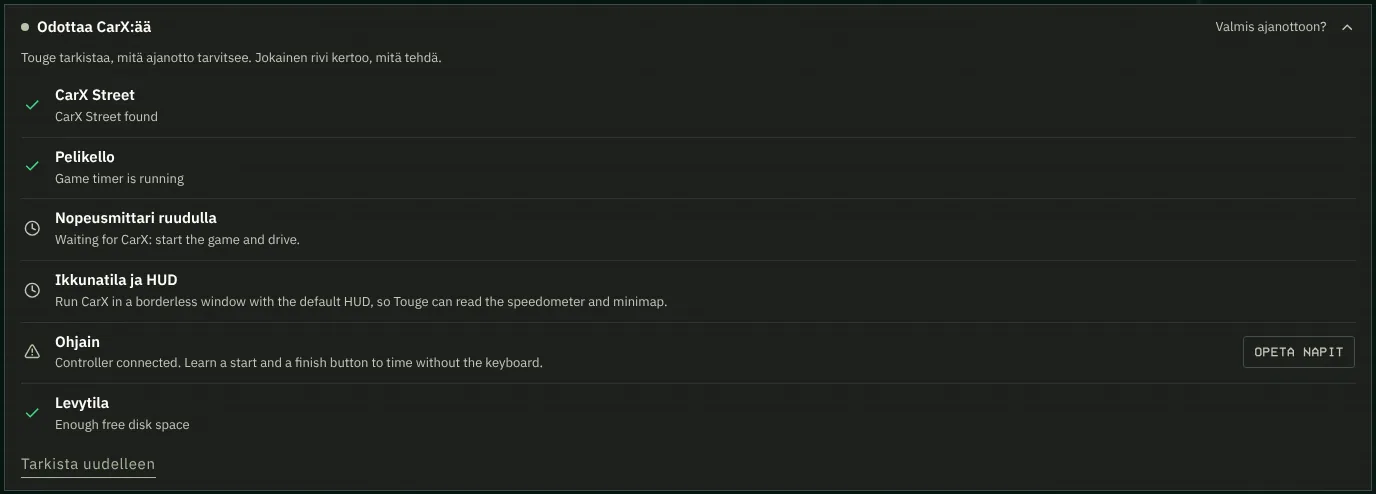 Odottaa CarX:ää
Valmis ajanottoon?
Touge tarkistaa, mitä ajanotto tarvitsee. Jokainen rivi kertoo, mitä tehdä.
CarX Street
CarX Street found
Pelikello
Game timer is running
Nopeusmittari ruudulla
Waiting for CarX: start the game and drive.
Ikkunatila ja HUD
Run CarX in a borderless window with the default HUD, so Touge can read the speedometer and minimap.
Ohjain
Controller connected. Learn a start and a finish button to time without the keyboard.
OPETA NAPIT
Levytila
Enough free disk space
Tarkista uudelleen